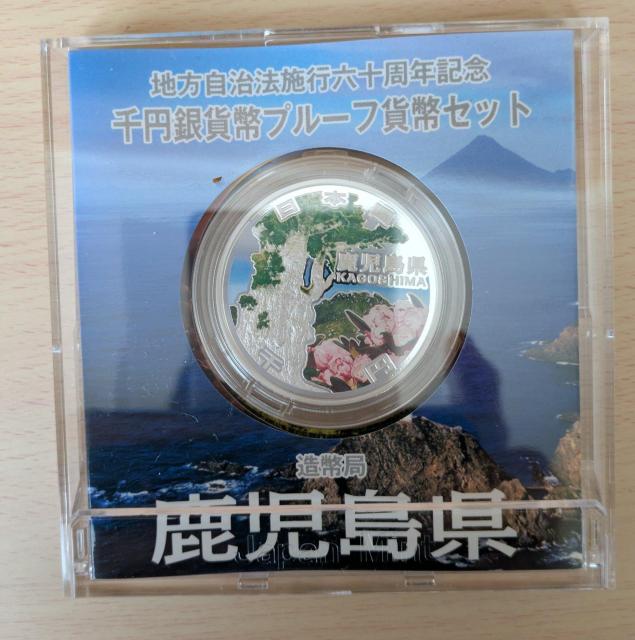 地方自治法施行六十周年記念
千円銀貨幣プルーフ貨幣セット
日本国
鹿児島県
KAGOSHIMA
千円
造幣局
鹿児島県
Japan Mint